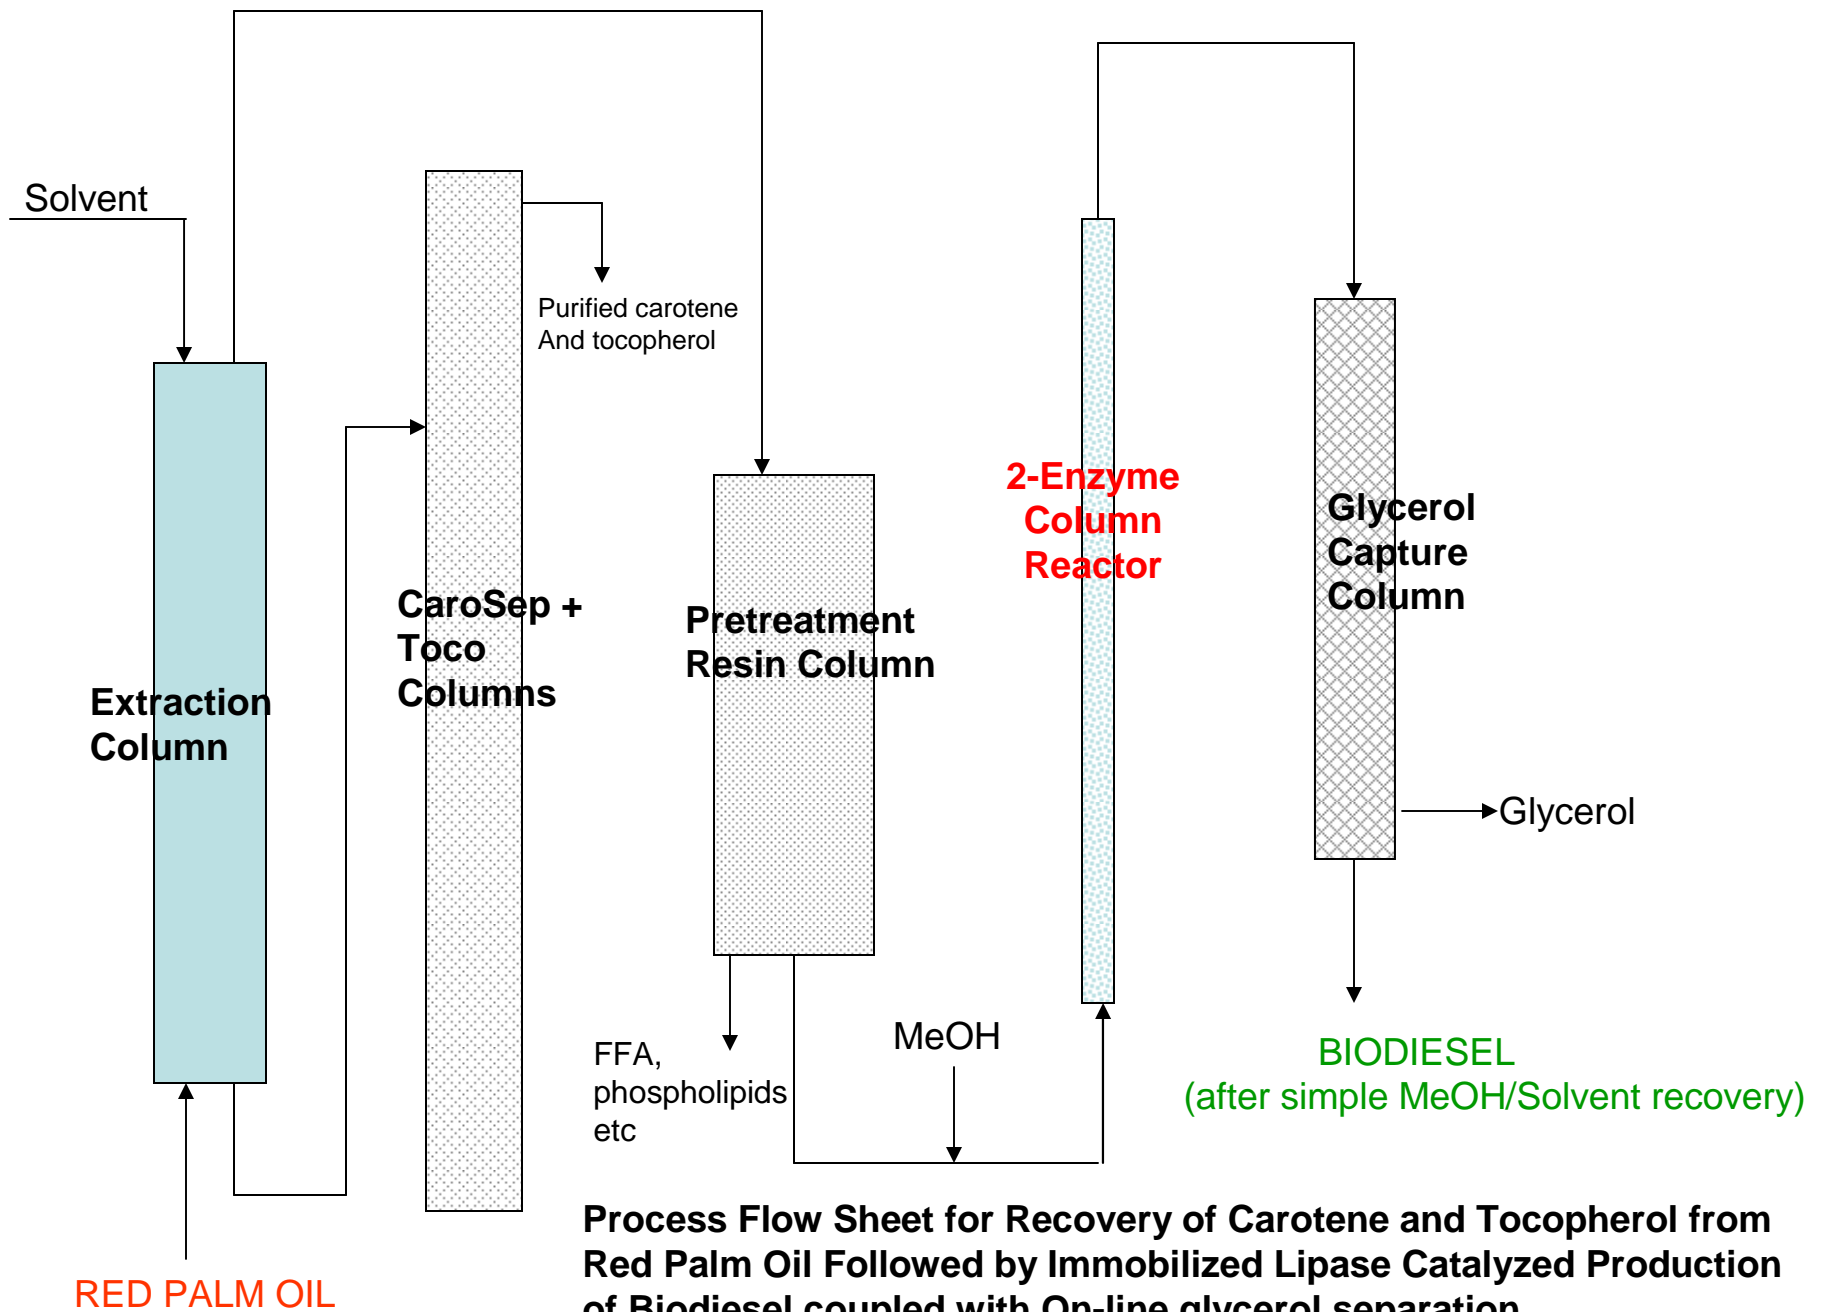 Solvent
Purified carotene
And tocopherol
Extraction
Column
CaroSep +
Toco
Columns
Pretreatment
Resin Column
2-Enzyme
Column
Reactor
Glycerol
Capture
Column
Glycerol
FFA,
phospholipids
etc
MeOH
BIODIESEL
(after simple MeOH/Solvent recovery)
RED PALM OIL
Process Flow Sheet for Recovery of Carotene and Tocopherol from
Red Palm Oil Followed by Immobilized Lipase Catalyzed Production
of Biodiesel coupled with On-line glycerol separation